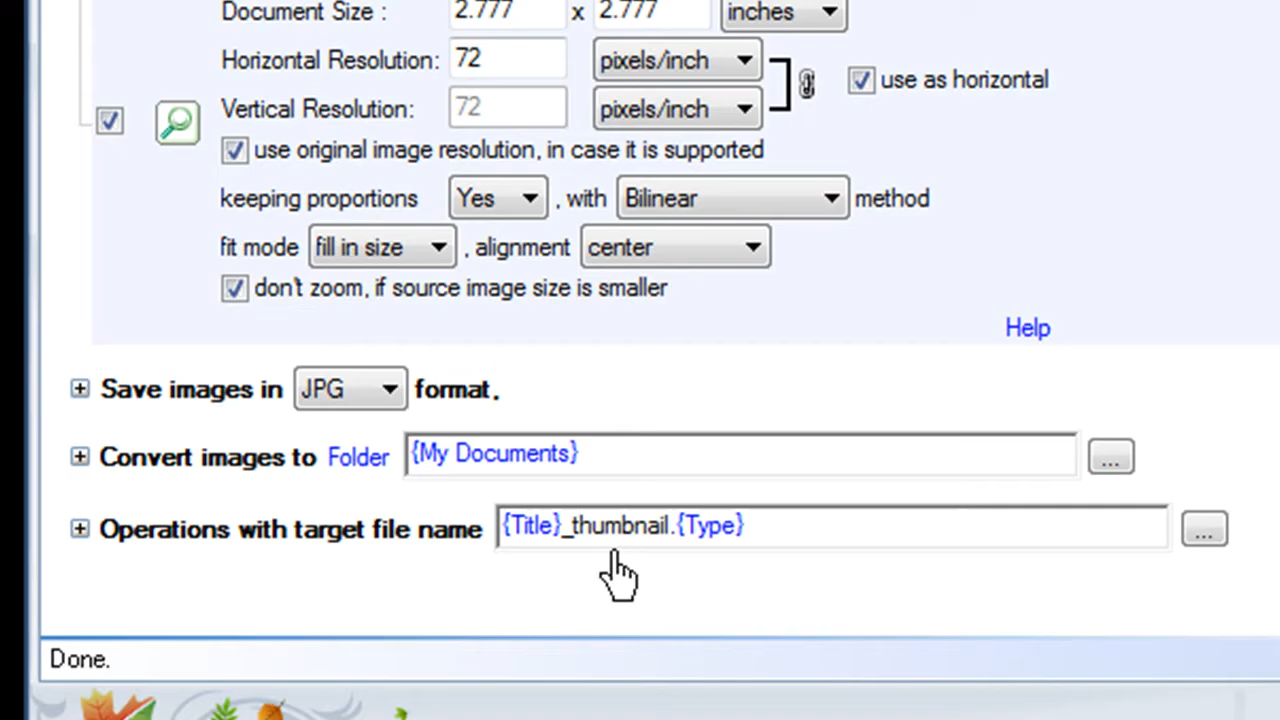 Document Size : 2.777 x 2.777 inches
Horizontal Resolution: 72 pixels/inch use as horizontal
Vertical Resolution: 72 pixels/inch
use original image resolution, in case it is supported
keeping proportions Yes , with Bilinear method
fit mode fill in size , alignment center
don't zoom, if source image size is smaller
Help
Save images in JPG format.
Convert images to Folder {My Documents} ...
Operations with target file name {Title}_thumbnail.{Type} ...
Done.